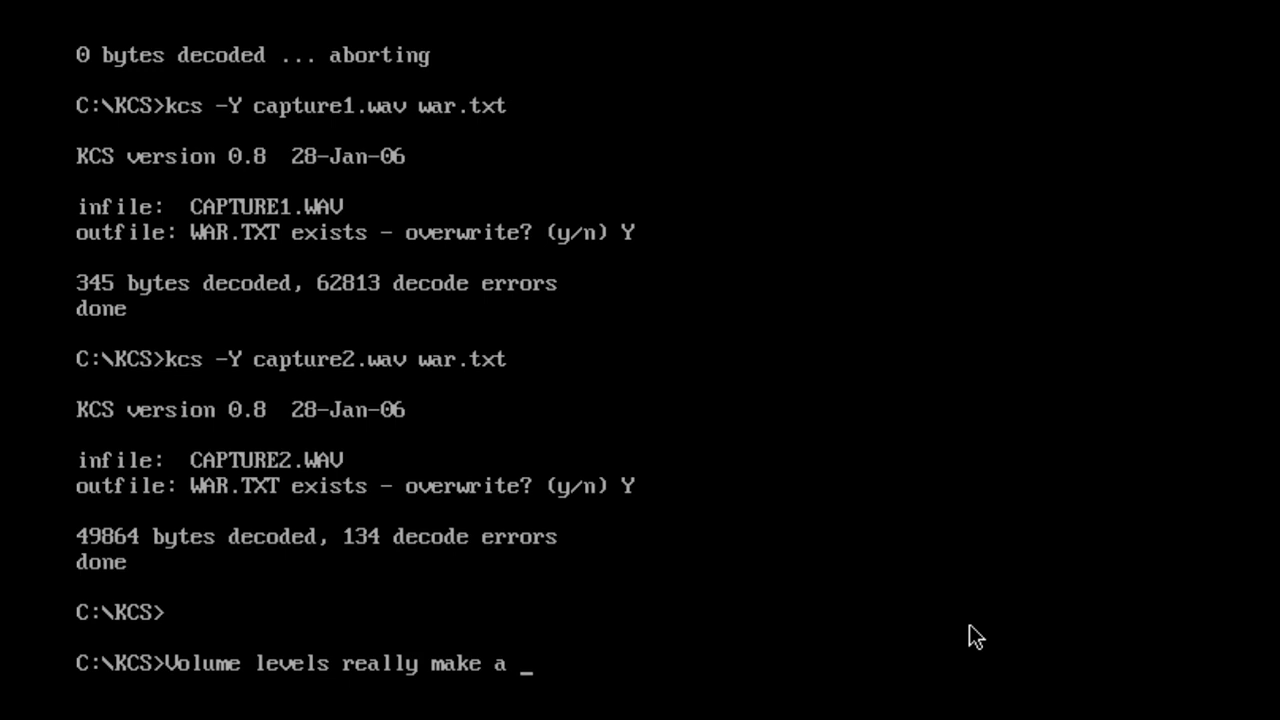 0 bytes decoded ... aborting
C:\KCS>kcs -Y capture1.wav war.txt
KCS version 0.8  28-Jan-06
infile:  CAPTURE1.WAV
outfile: WAR.TXT exists - overwrite? (y/n) Y
345 bytes decoded, 62813 decode errors
done
C:\KCS>kcs -Y capture2.wav war.txt
KCS version 0.8  28-Jan-06
infile:  CAPTURE2.WAV
outfile: WAR.TXT exists - overwrite? (y/n) Y
49864 bytes decoded, 134 decode errors
done
C:\KCS>
C:\KCS>Volume levels really make a _